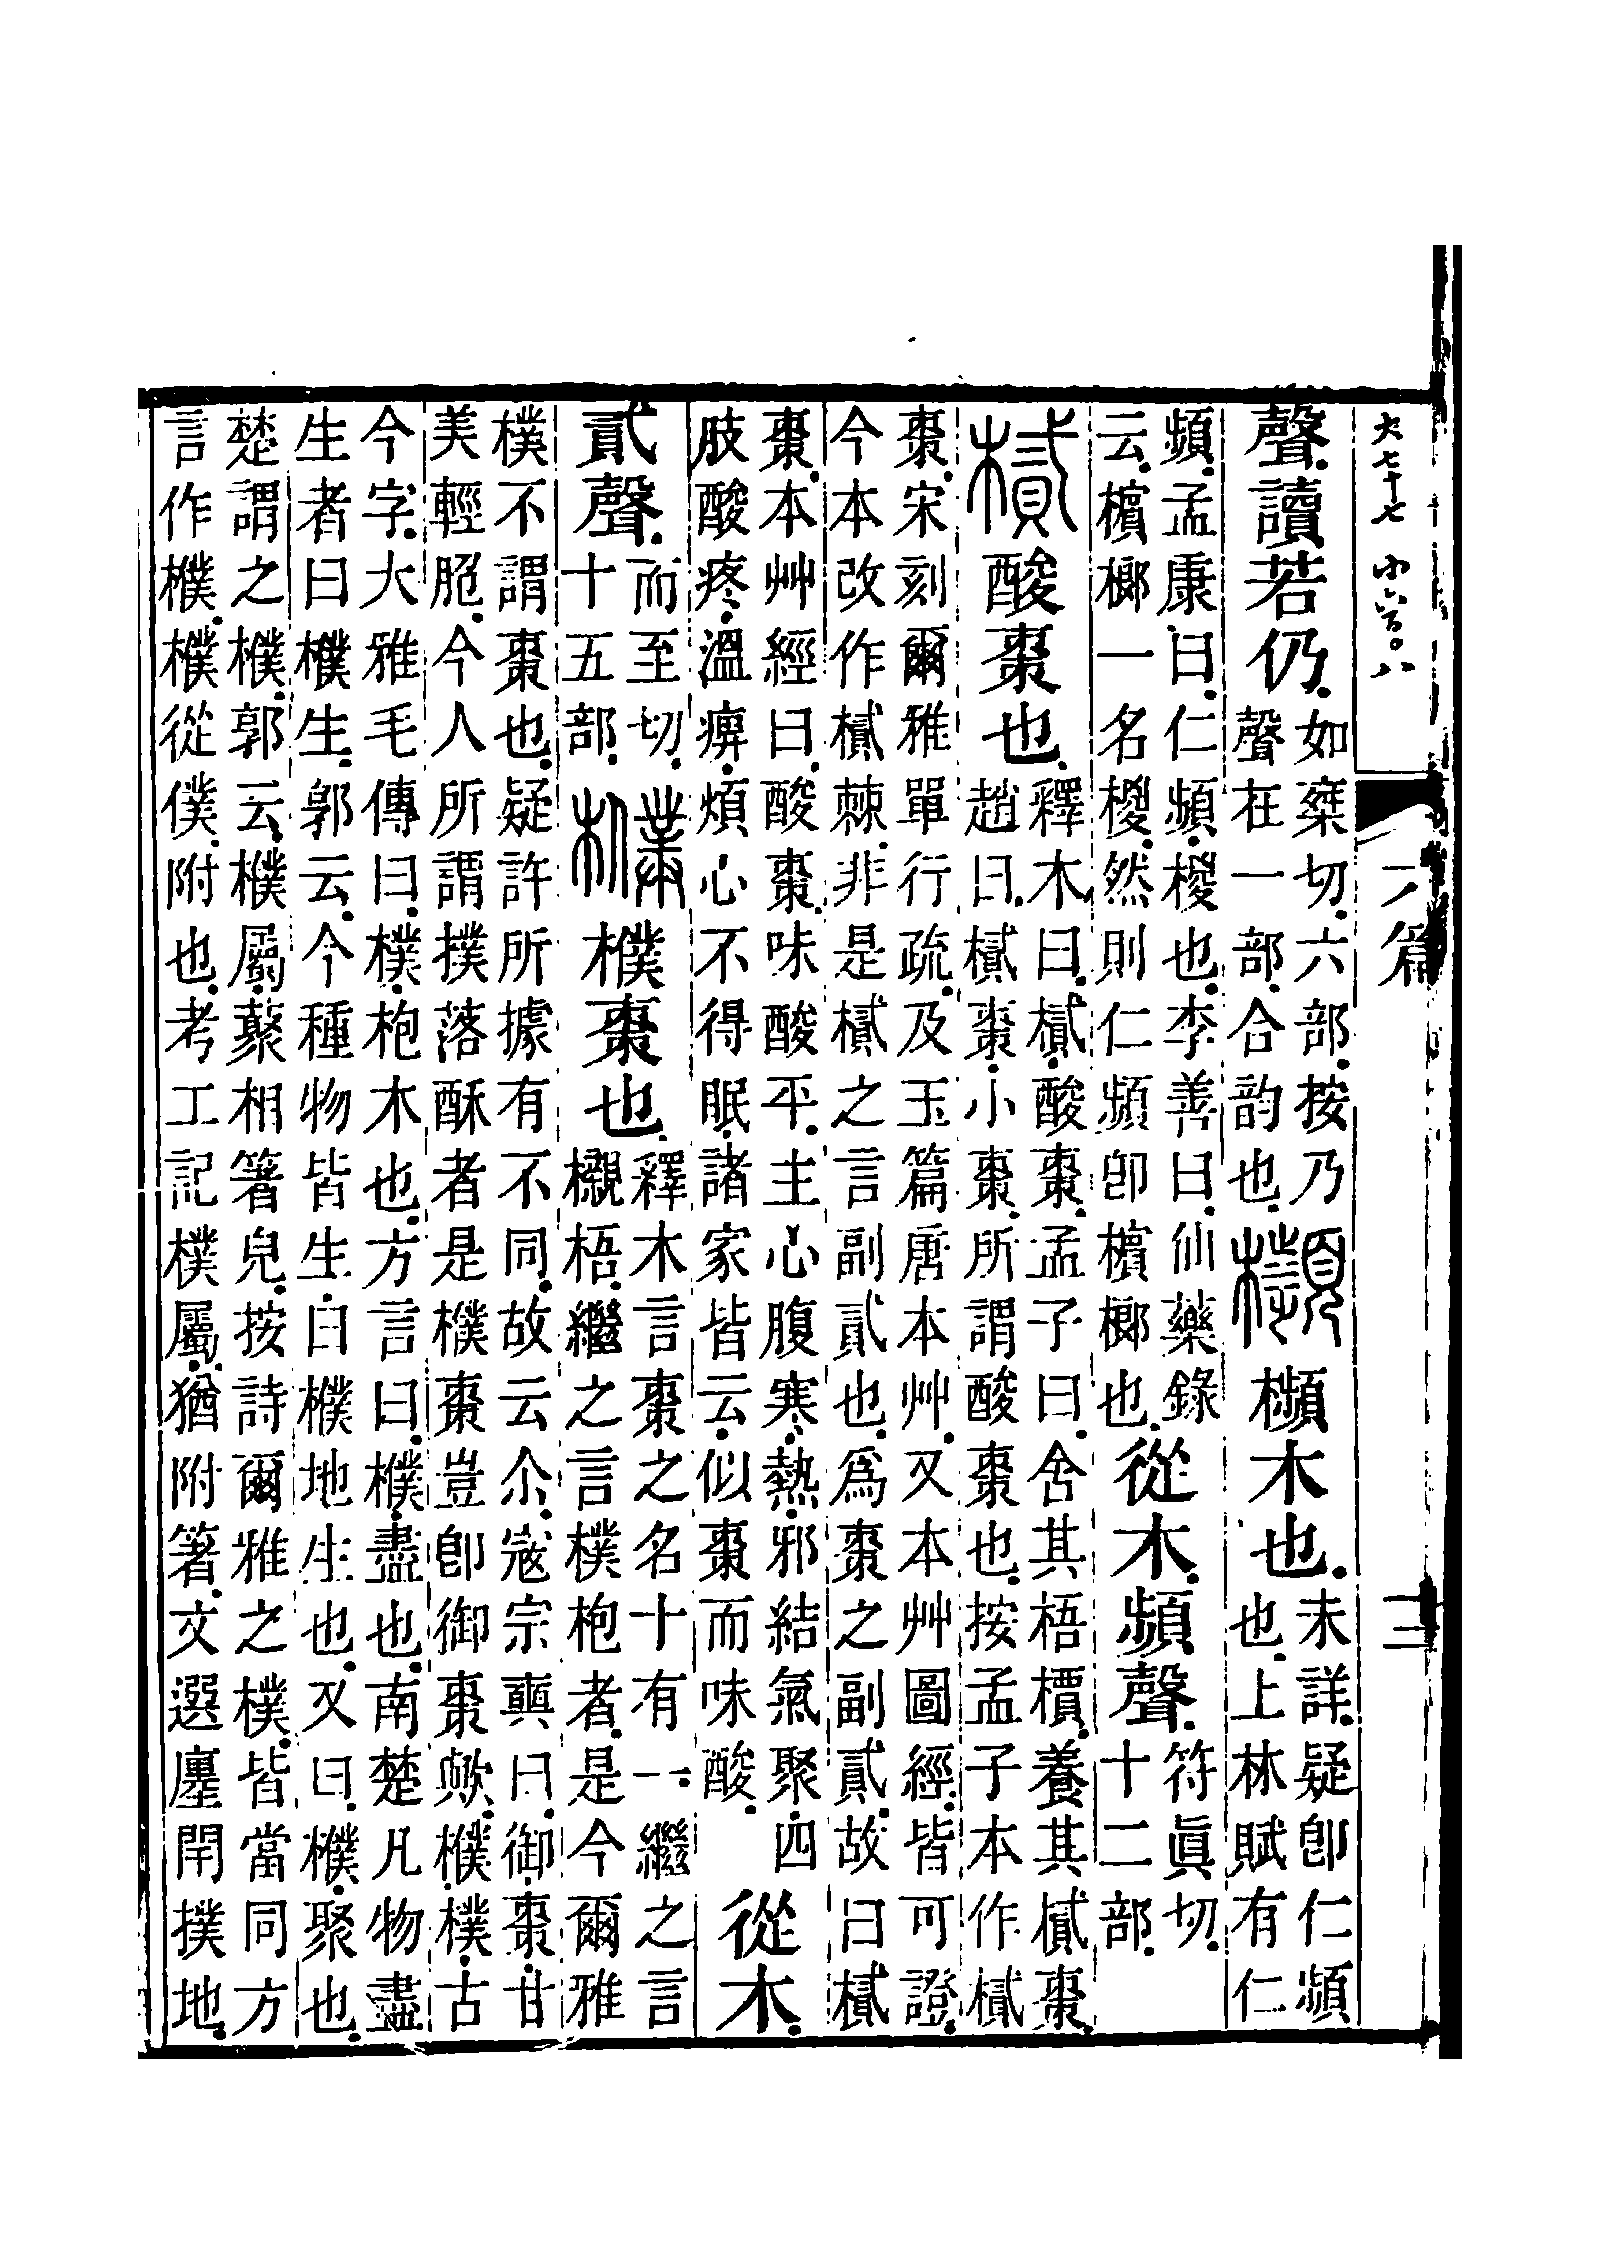 大七十七 小六百〇八
六篇
聲。讀若仍。
如椉切。六部。按乃
聲在一部。合韵也。
櫇 櫇木也。
未詳。疑卽仁頻
也。上林賦有仁
頻。孟康曰。仁頻。椶也。李善曰。仙藥錄
云。檳榔一名椶。然則仁頻卽檳榔也。
從木。頻聲。
符眞切。
十二部。
樲 酸棗也。
釋木曰。樲。酸棗。孟子曰。舍其梧檟。養其樲棗。
趙曰。樲棗。小棗。所謂酸棗也。按孟子本作樲
棗。宋刻爾雅單行疏。及玉篇唐本艸。又本艸圖經。皆可證。
今本改作樲棘。非是。樲之言副貳也。爲棗之副貳。故曰樲
棗。本艸經曰。酸棗。味酸平。主心腹寒。熱。邪結氣聚。四
肢酸疼。溫痹。煩心不得眠。諸家皆云。似棗而味酸。
從木。
貳聲。
而至切。
十五部。
樸 樸棗也。
釋木言棗之名十有一。繼之言
櫬梧。繼之言樸枹者。是今爾雅
樸不謂棗也。疑許所據有不同。故云尒。寇宗奭曰。御棗甘
美輕脆。今人所謂撲落酥者是。樸棗豈卽御棗歟。樸樸古
今字。大雅毛傳曰。樸。枹木也。方言曰。樸。盡也。南楚凡物盡
生者曰樸生。郭云。今種物皆生。曰樸地生也。又曰。樸。聚也。
楚謂之樸。郭云。樸屬。藂相箸皃。按詩爾雅之樸。皆當同方
言作樸。樸從僕。附也。考工記樸屬。猶附箸。文選廛閈撲地。